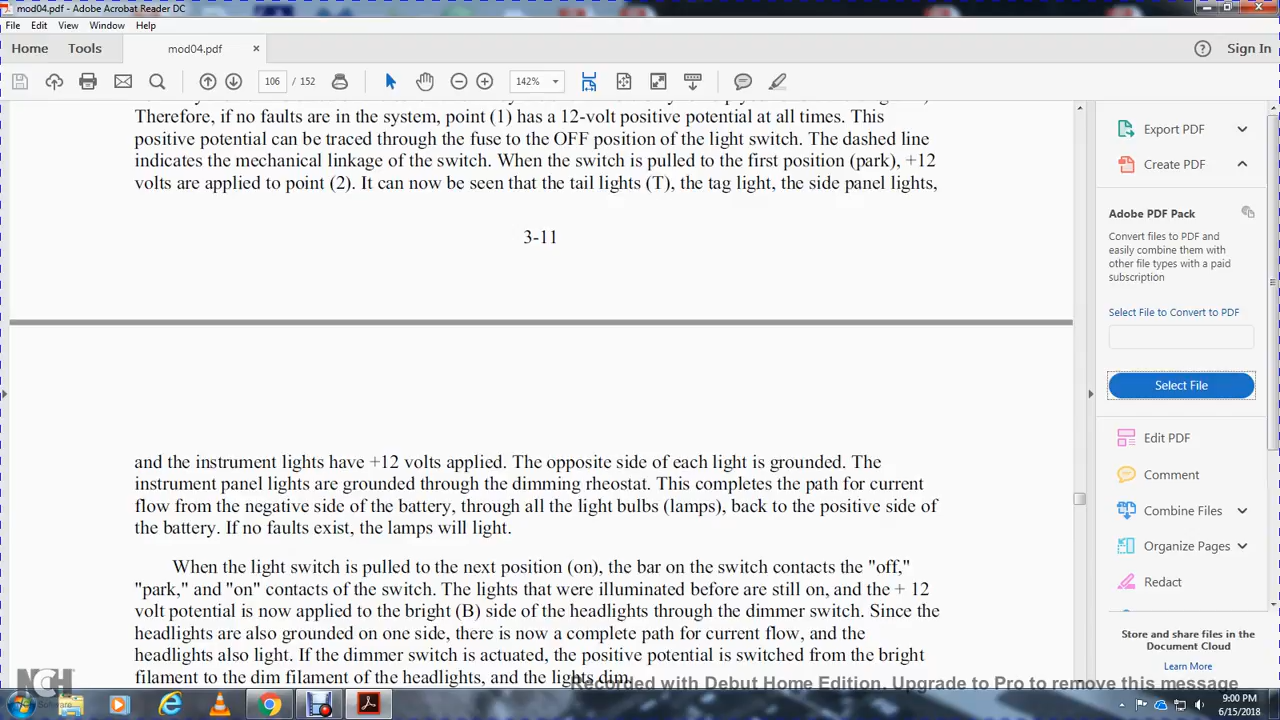 mod04.pdf - Adobe Acrobat Reader DC
File Edit View Window Help
Home Tools mod04.pdf × Sign In
106 / 152 142%
Therefore, if no faults are in the system, point (1) has a 12-volt positive potential at all times. This
positive potential can be traced through the fuse to the OFF position of the light switch. The dashed line
indicates the mechanical linkage of the switch. When the switch is pulled to the first position (park), +12
volts are applied to point (2). It can now be seen that the tail lights (T), the tag light, the side panel lights,
3-11
and the instrument lights have +12 volts applied. The opposite side of each light is grounded. The
instrument panel lights are grounded through the dimming rheostat. This completes the path for current
flow from the negative side of the battery, through all the light bulbs (lamps), back to the positive side of
the battery. If no faults exist, the lamps will light.
When the light switch is pulled to the next position (on), the bar on the switch contacts the "off,"
"park," and "on" contacts of the switch. The lights that were illuminated before are still on, and the + 12
volt potential is now applied to the bright (B) side of the headlights through the dimmer switch. Since the
headlights are also grounded on one side, there is now a complete path for current flow, and the
headlights also light. If the dimmer switch is actuated, the positive potential is switched from the bright
filament to the dim filament of the headlights, and the lights dim.
Export PDF
Create PDF
Adobe PDF Pack
Convert files to PDF and
easily combine them with
other file types with a paid
subscription
Select File to Convert to PDF
Select File
Edit PDF
Comment
Combine Files
Organize Pages
Redact
Store and share files in the
Document Cloud
Learn More
NCH Software
Recorded with Debut Home Edition. Upgrade to Pro to remove this message
9:00 PM
6/15/2018